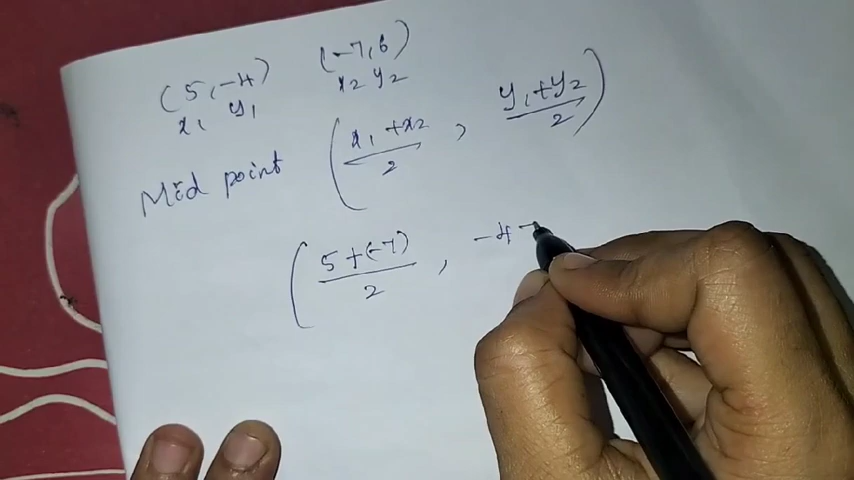 (5, -4) (-7, 6)
x₁ y₁ x₂ y₂
Mid point (x₁ + x₂ / 2 , y₁ + y₂ / 2)
(5 + (-7) / 2 , -4